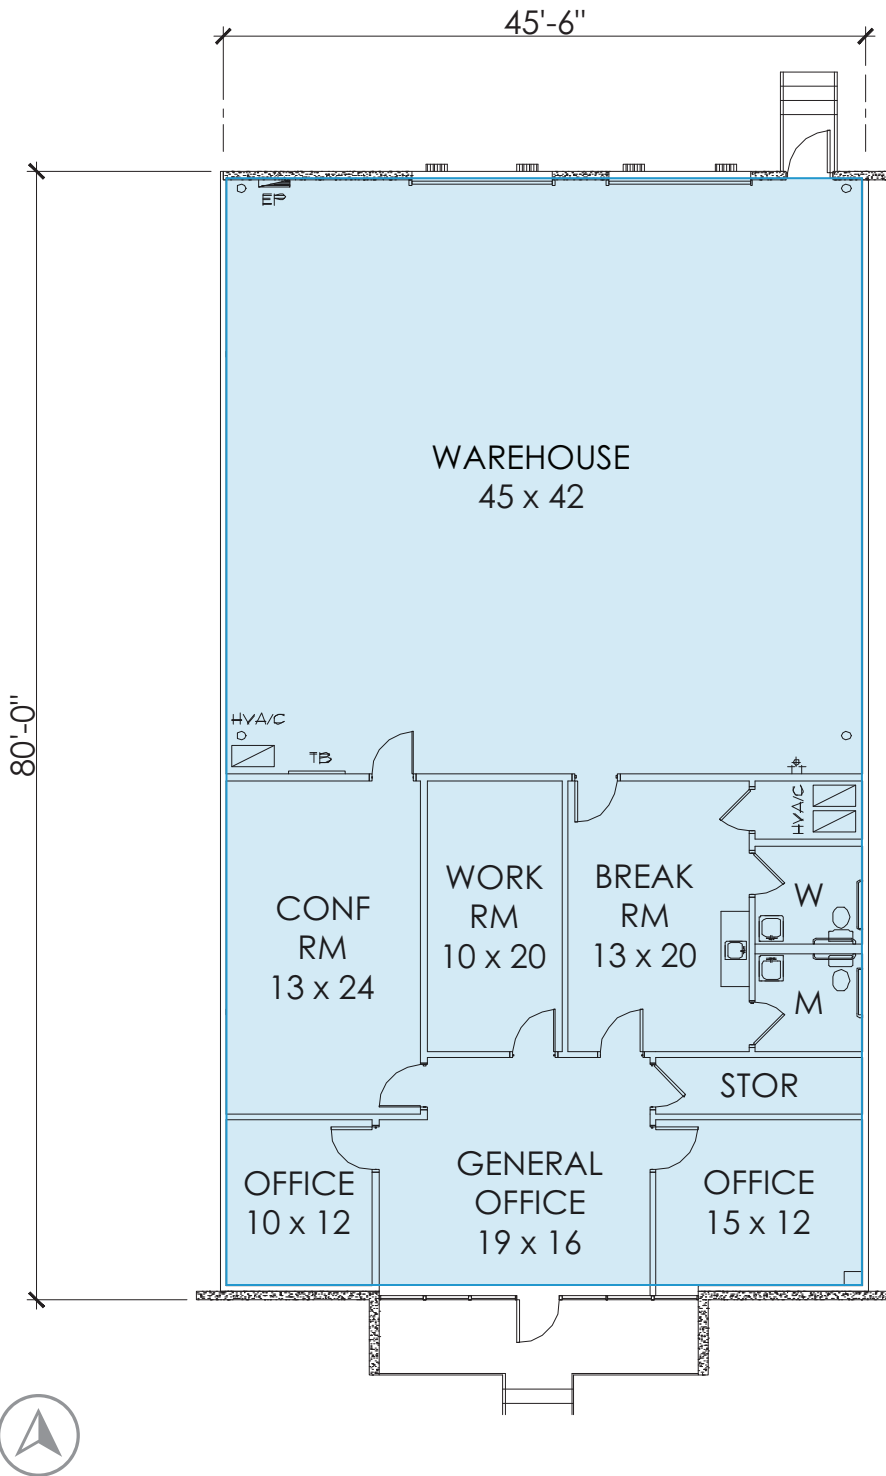 45'-6"
EP
WAREHOUSE
45 x 42
80'-0"
HVA/C
TB
HVA/C
CONF
RM
13 x 24
WORK
RM
10 x 20
BREAK
RM
13 x 20
W
M
STOR
OFFICE
10 x 12
GENERAL
OFFICE
19 x 16
OFFICE
15 x 12